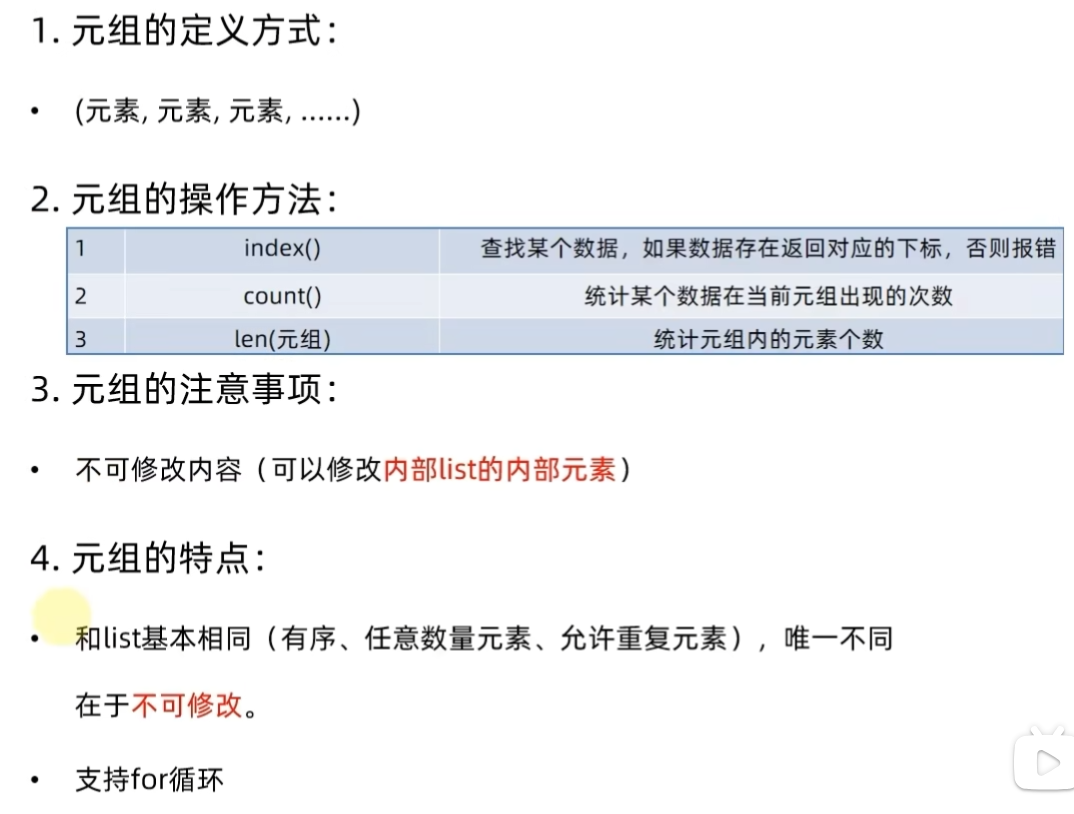 1. 元组的定义方式：
• (元素, 元素, 元素, ......)
2. 元组的操作方法：
1 index() 查找某个数据，如果数据存在返回对应的下标，否则报错
2 count() 统计某个数据在当前元组出现的次数
3 len(元组) 统计元组内的元素个数
3. 元组的注意事项：
• 不可修改内容（可以修改内部list的内部元素）
4. 元组的特点：
• 和list基本相同（有序、任意数量元素、允许重复元素），唯一不同
在于不可修改。
• 支持for循环